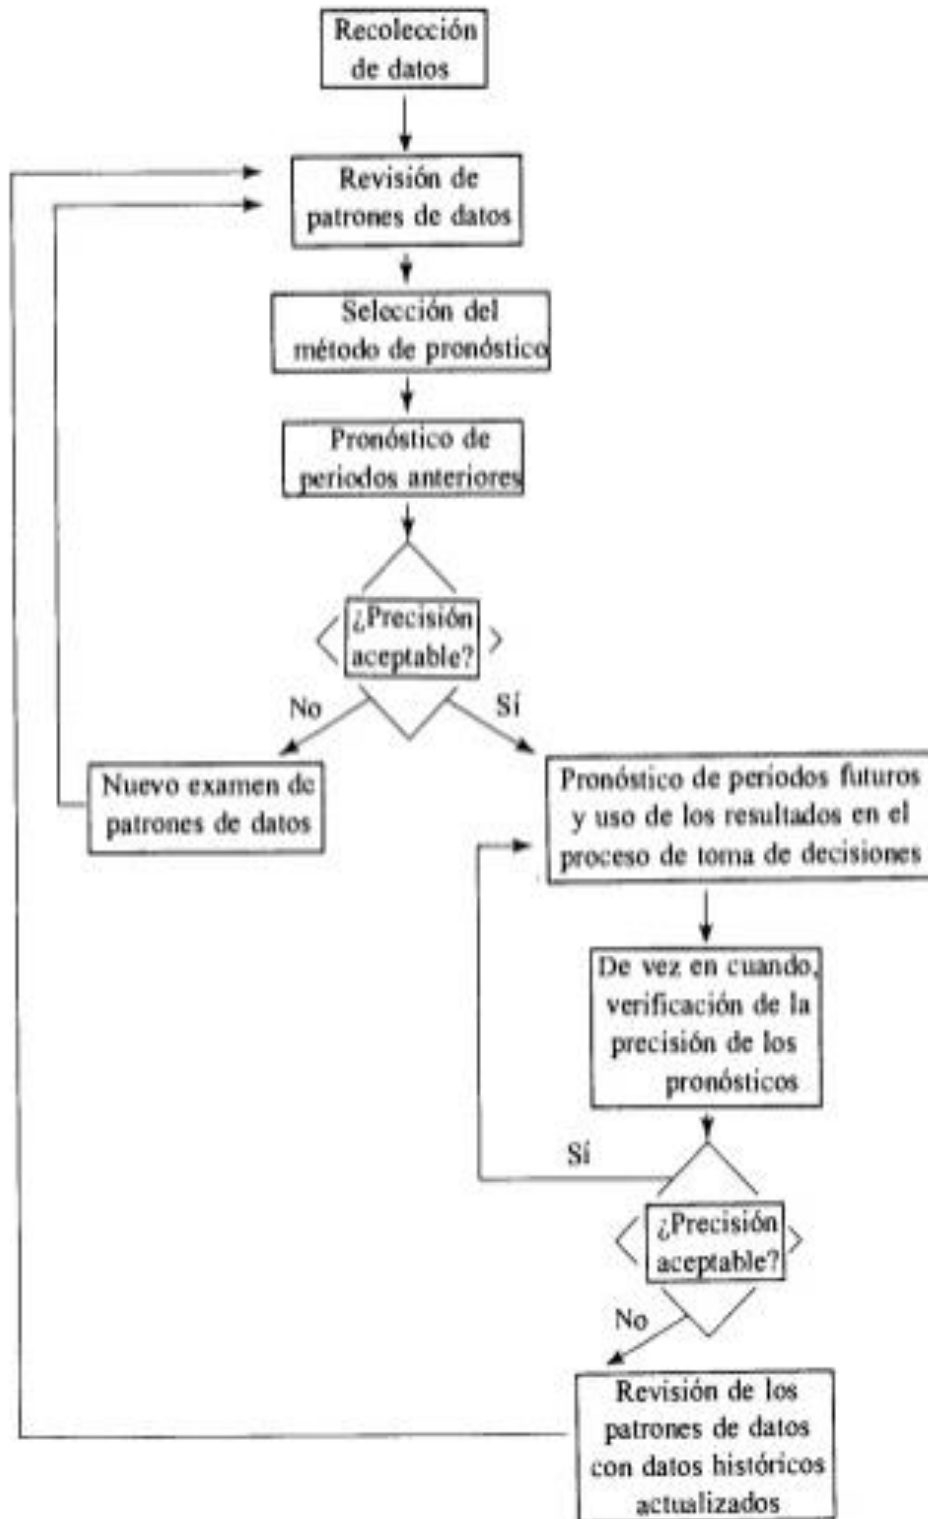 Recolección
de datos
Revisión de
patrones de datos
Selección del
método de pronóstico
Pronóstico de
periodos anteriores
¿Precisión
aceptable?
No
Sí
Nuevo examen de
patrones de datos
Pronóstico de periodos futuros
y uso de los resultados en el
proceso de toma de decisiones
De vez en cuando,
verificación de la
precisión de los
pronósticos
Sí
¿Precisión
aceptable?
No
Revisión de los
patrones de datos
con datos históricos
actualizados